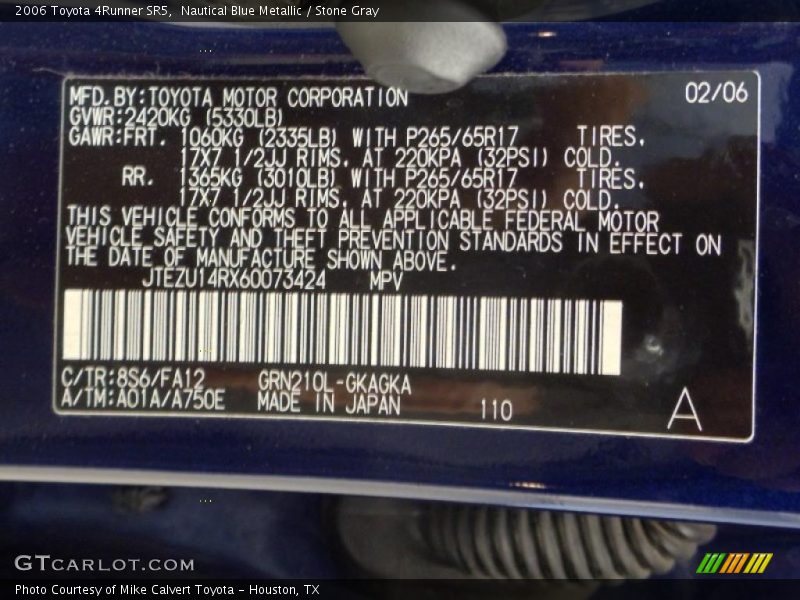 2006 Toyota 4Runner SR5,  Nautical Blue Metallic / Stone Gray
MFD.BY:TOYOTA MOTOR CORPORATION 02/06
GVWR:2420KG (5330LB)
GAWR:FRT. 1060KG (2335LB) WITH P265/65R17 TIRES.
17X7 1/2JJ RIMS. AT 220KPA (32PSI) COLD.
RR. 1365KG (3010LB) WITH P265/65R17 TIRES.
17X7 1/2JJ RIMS. AT 220KPA (32PSI) COLD.
THIS VEHICLE CONFORMS TO ALL APPLICABLE FEDERAL MOTOR
VEHICLE SAFETY AND THEFT PREVENTION STANDARDS IN EFFECT ON
THE DATE OF MANUFACTURE SHOWN ABOVE.
JTEZU14RX60073424 MPV
C/TR:8S6/FA12 GRN210L-GKAGKA
A/TM:A01A/A750E MADE IN JAPAN 110 A
GTCARLOT.COM
Photo Courtesy of Mike Calvert Toyota - Houston, TX